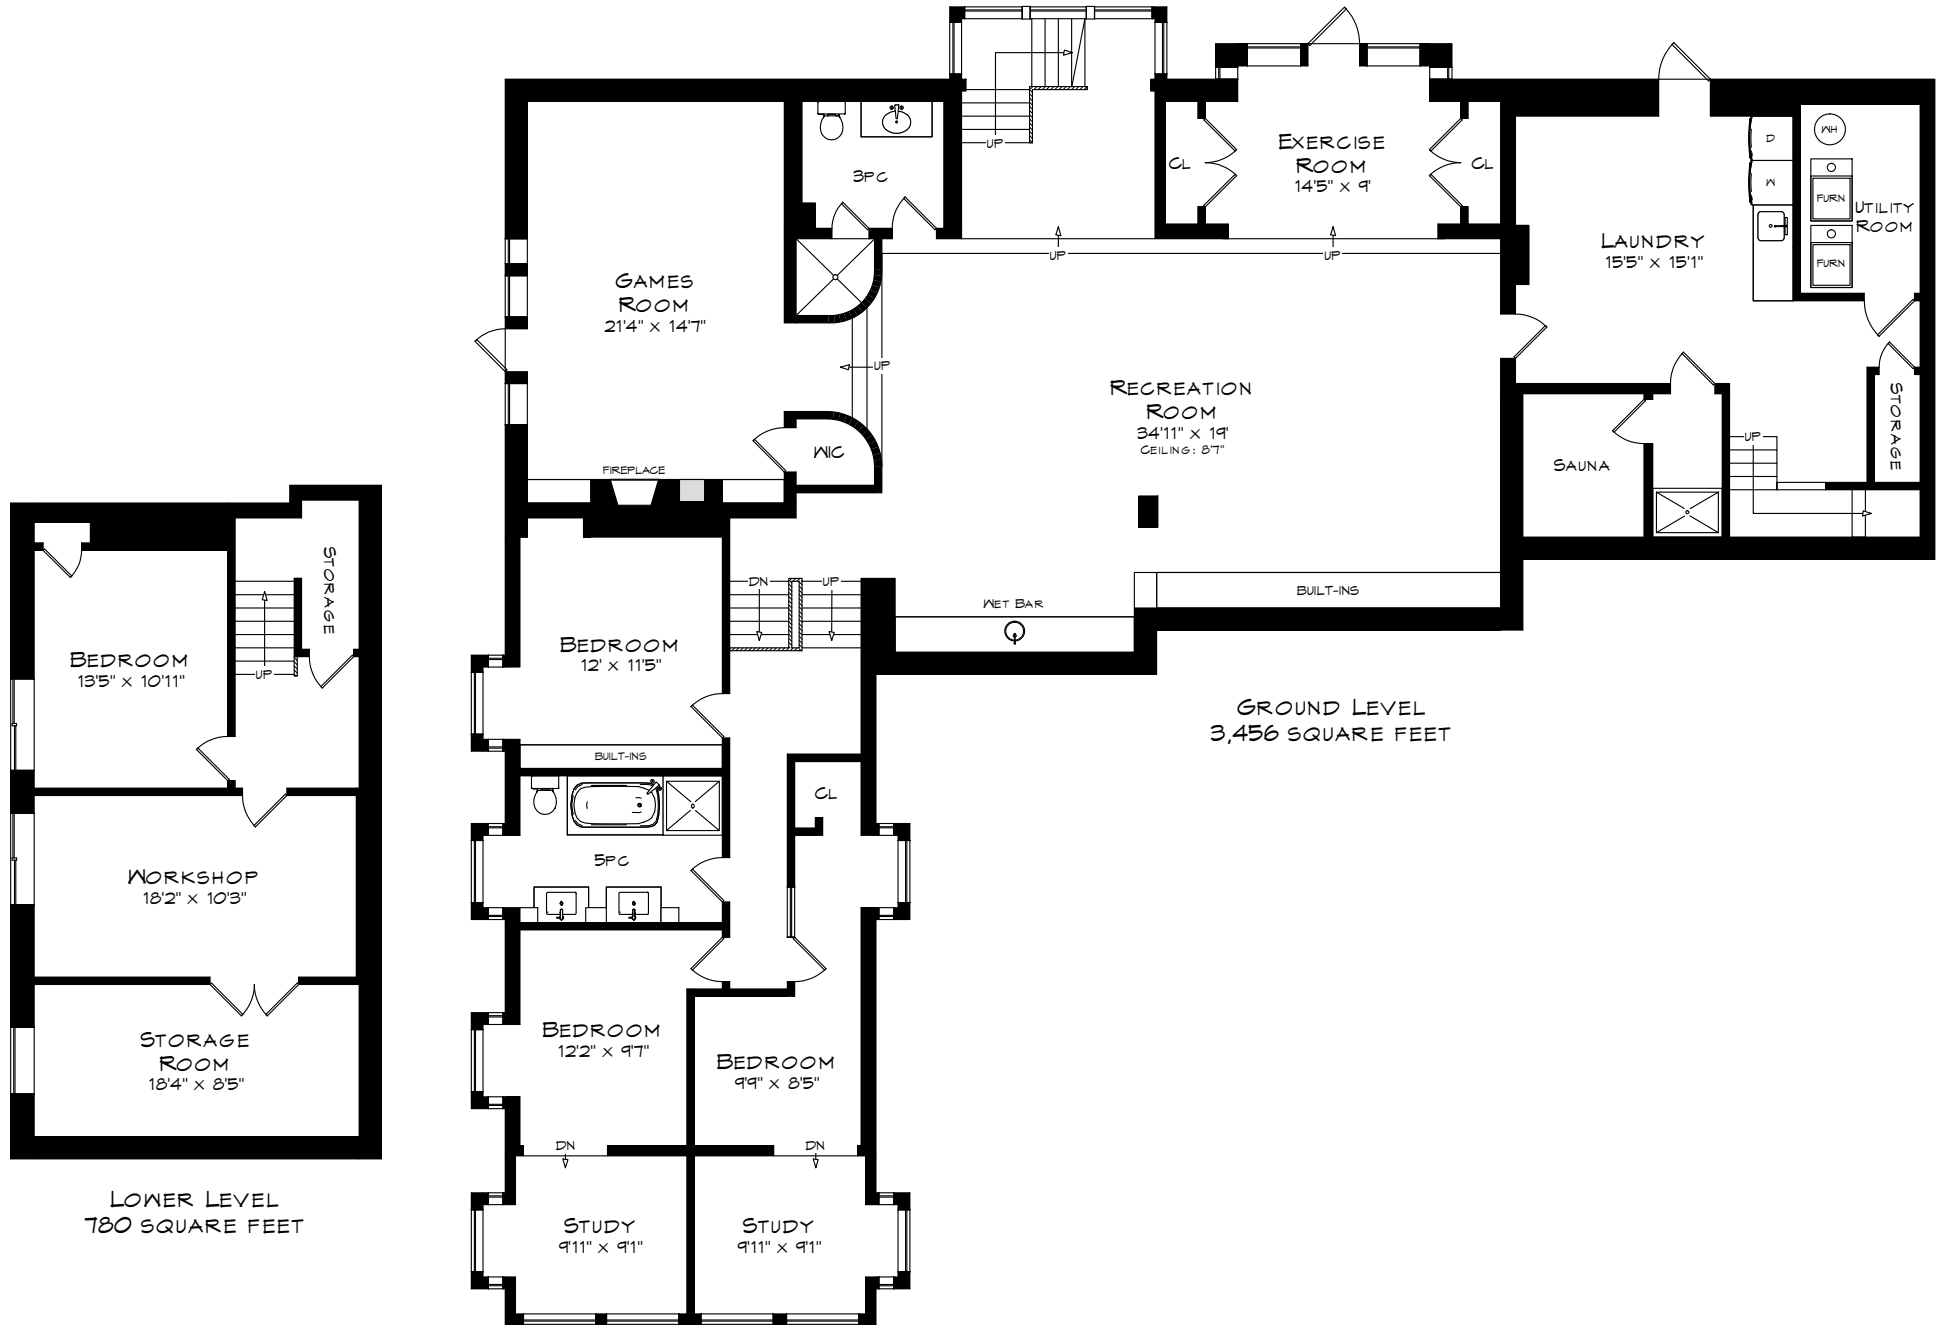 UP
3PC
CL
EXERCISE
ROOM
14'5" x 9'
CL
D
W
WH
FURN
FURN
UTILITY
ROOM
LAUNDRY
15'5" x 15'1"
GAMES
ROOM
21'4" x 14'7"
UP
UP
UP
RECREATION
ROOM
34'11" x 19'
CEILING: 8'7"
WIC
FIREPLACE
SAUNA
UP
STORAGE
DN
UP
WET BAR
BUILT-INS
BEDROOM
12' x 11'5"
BUILT-INS
CL
5PC
BEDROOM
12'2" x 9'7"
BEDROOM
9'9" x 8'5"
DN
DN
STUDY
9'11" x 9'1"
STUDY
9'11" x 9'1"
GROUND LEVEL
3,456 SQUARE FEET
STORAGE
BEDROOM
13'5" x 10'11"
UP
WORKSHOP
18'2" x 10'3"
STORAGE
ROOM
18'4" x 8'5"
LOWER LEVEL
780 SQUARE FEET